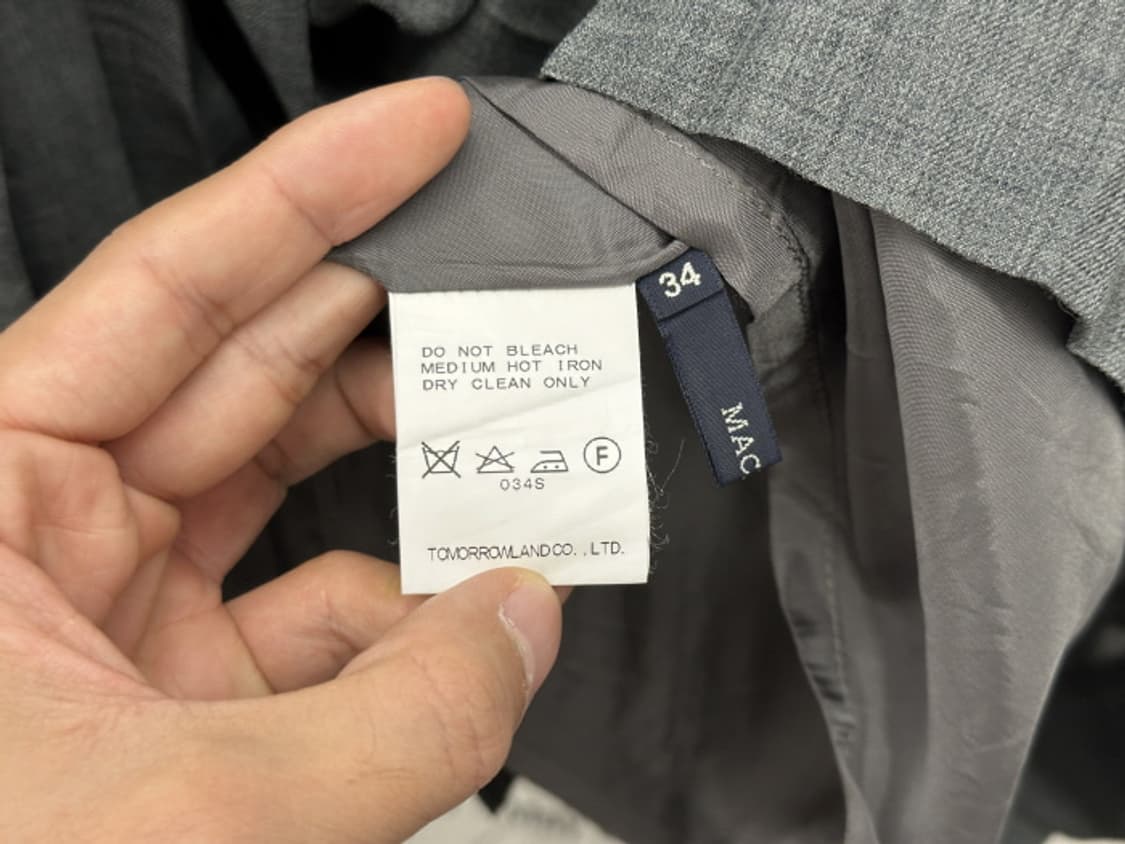 DO NOT BLEACH
MEDIUM HOT IRON
DRY CLEAN ONLY
F
034S
TOMORROWLAND CO.,LTD.
34
MAC